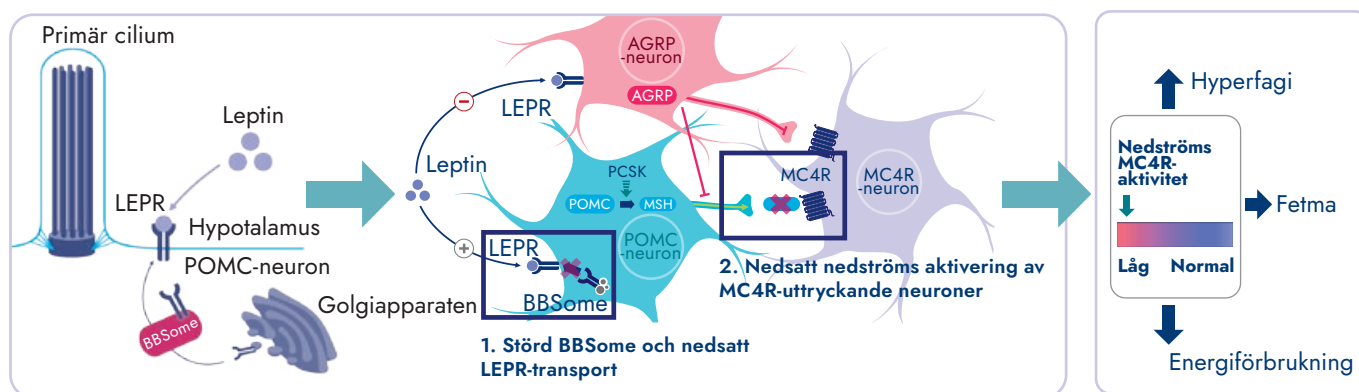 Primär cilium
Leptin
LEPR
Hypotalamus
POMC-neuron
BBSome
Golgiapparaten
Leptin
LEPR
AGRP
-neuron
AGRP
PCSK
POMC
MSH
POMC
-neuron
LEPR
BBSome
1. Störd BBSome och nedsatt
LEPR-transport
MC4R
MC4R
-neuron
2. Nedsatt nedströms aktivering av
MC4R-uttryckande neuroner
Hyperfagi
Nedströms
MC4R-
aktivitet
Låg Normal
Fetma
Energiförbrukning